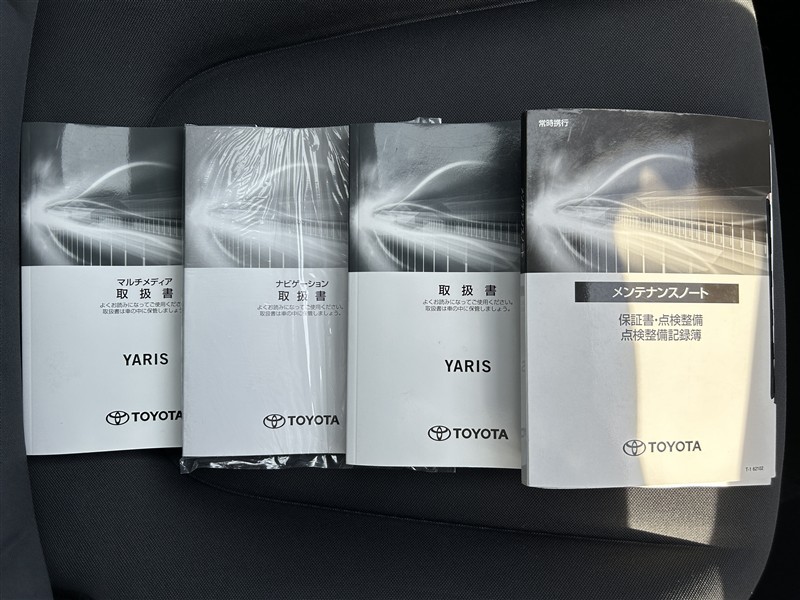 マルチメディア
取扱書
よくお読みになってご使用くださ
取扱書は車の中に保管しましょう
YARIS
TOYOTA
ナビゲーション
取扱書
よくお読みになってご使用ください。
取扱書は車の中に保管しましょう。
TOYOTA
取扱書
よくお読みになってご使用ください。
取扱書は車の中に保管しましょう。
YARIS
TOYOTA
常時携行
メンテナンスノート
保証書・点検整備
点検整備記録簿
TOYOTA